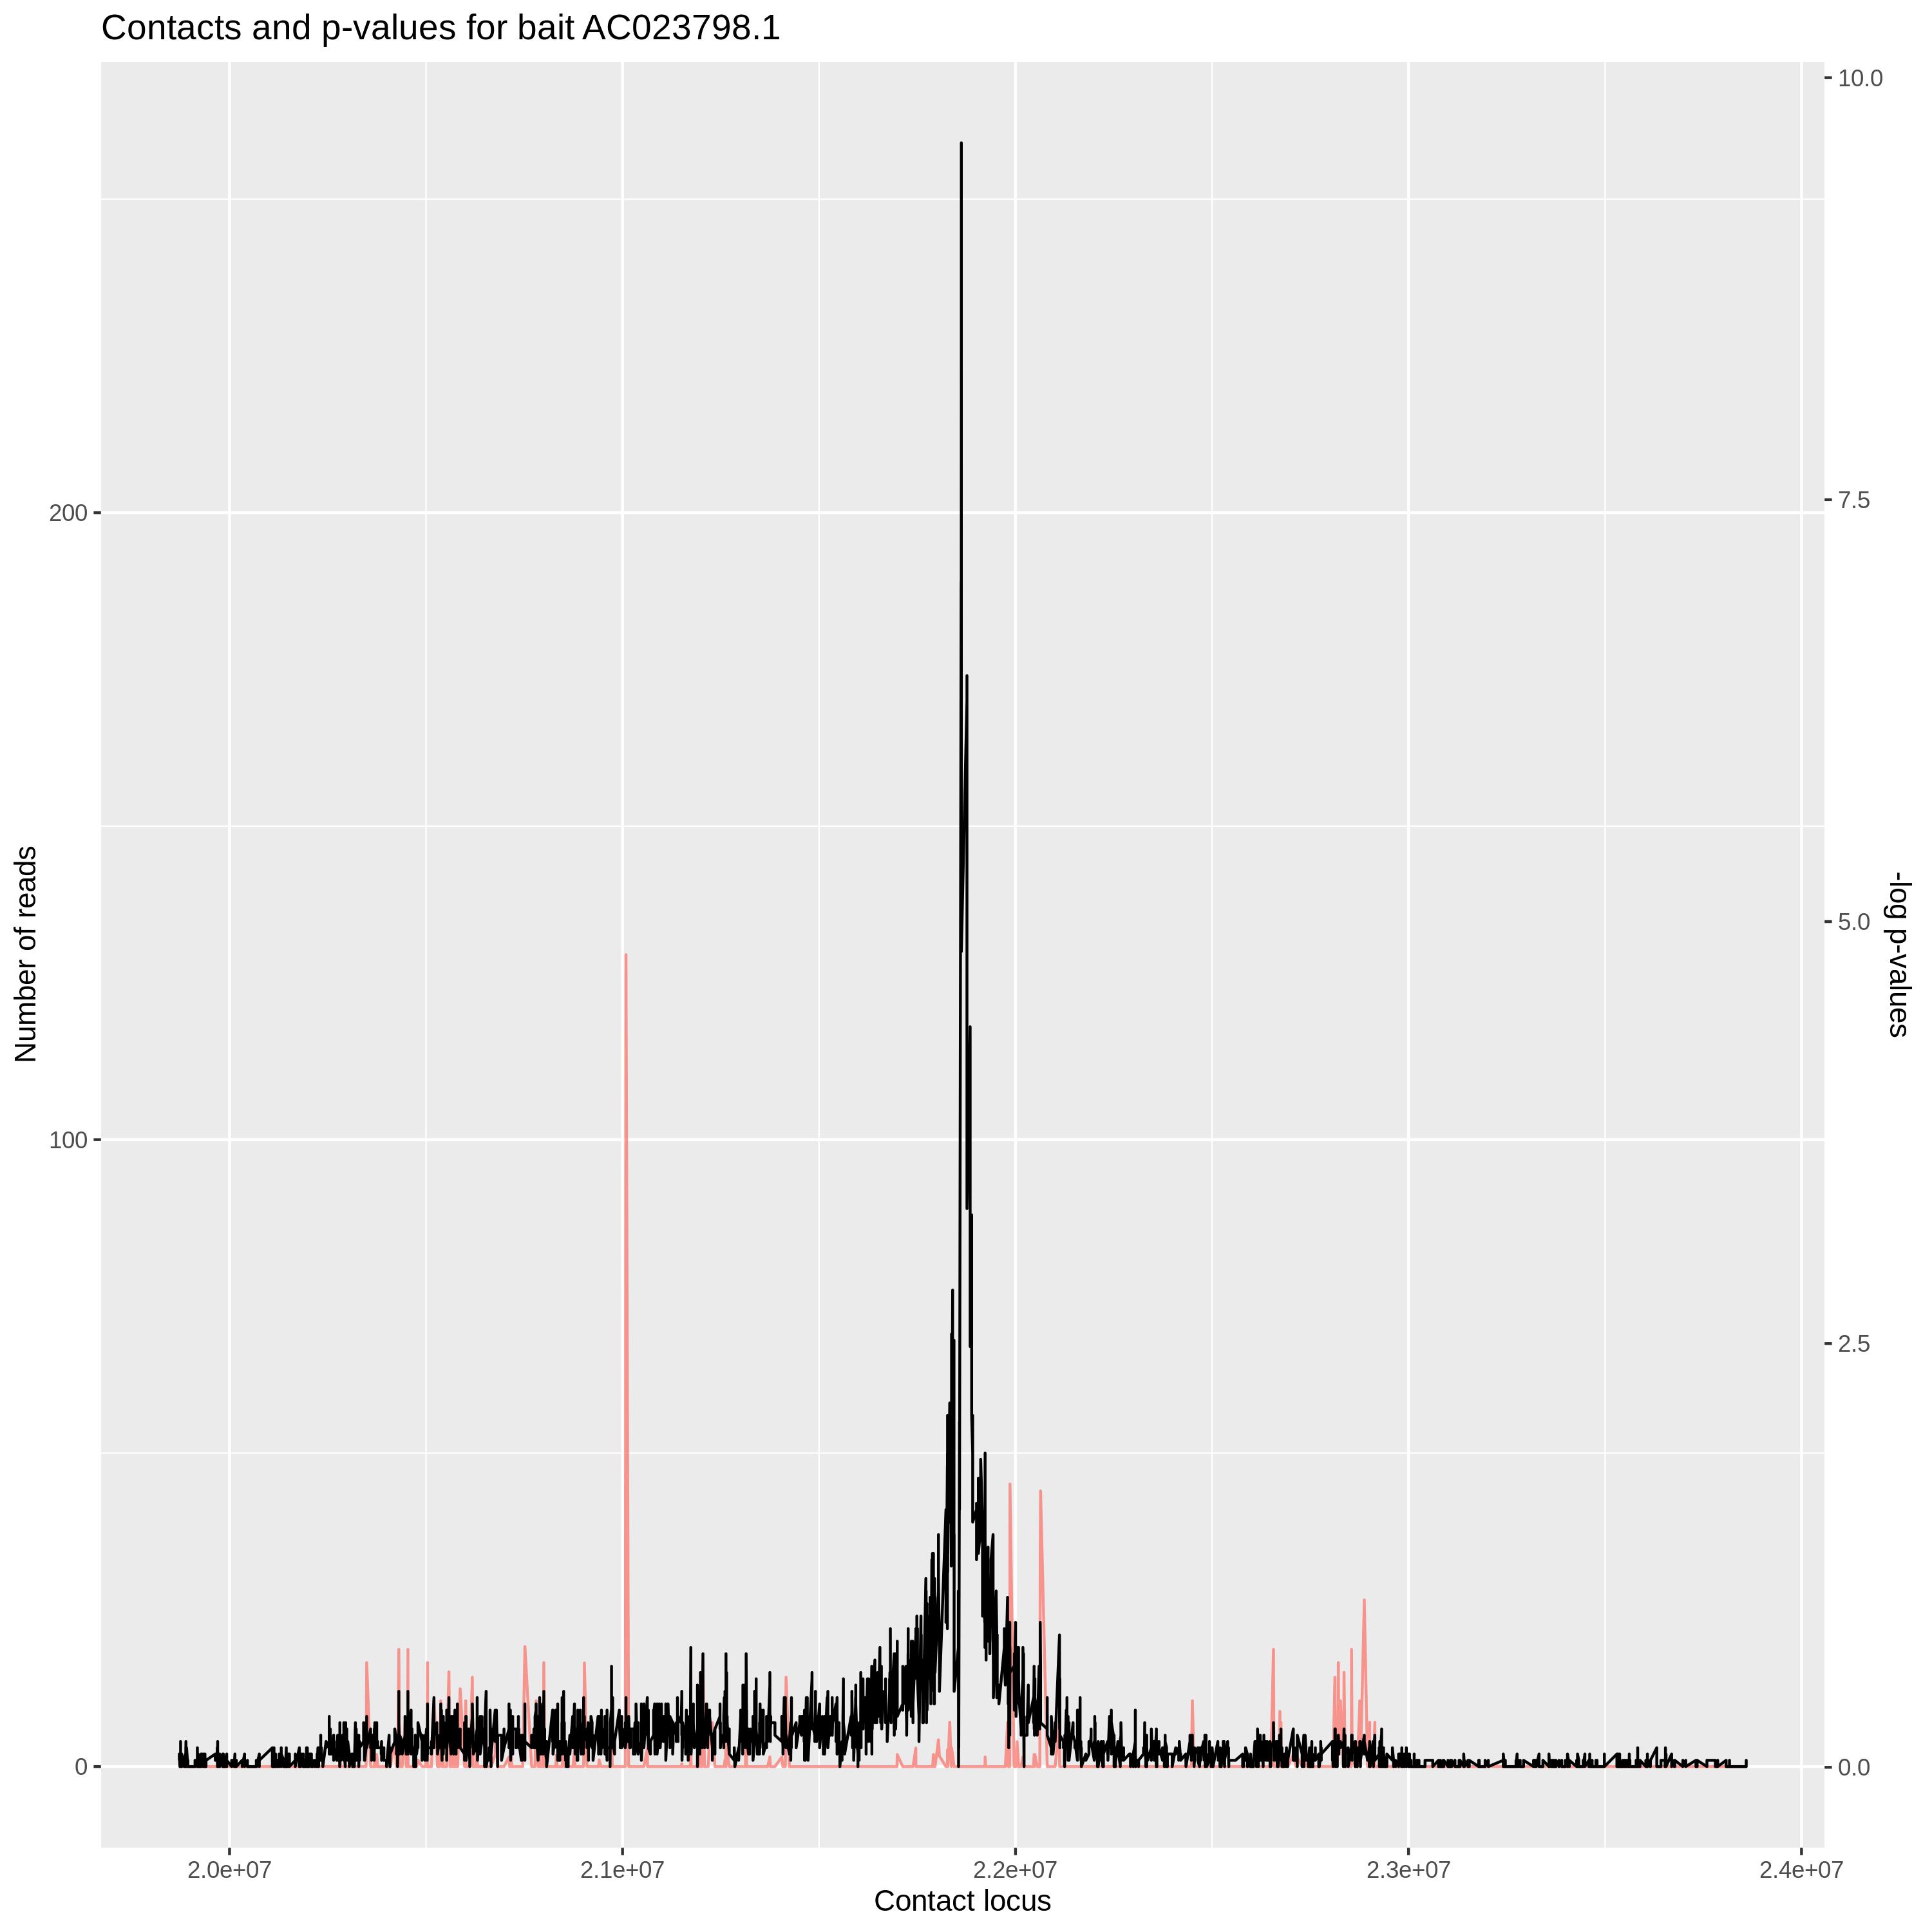 Contacts and p-values for bait AC023798.1
Number of reads
200
100
0
10.0
7.5
5.0
2.5
0.0
-log p-values
2.0e+07
2.1e+07
2.2e+07
2.3e+07
2.4e+07
Contact locus